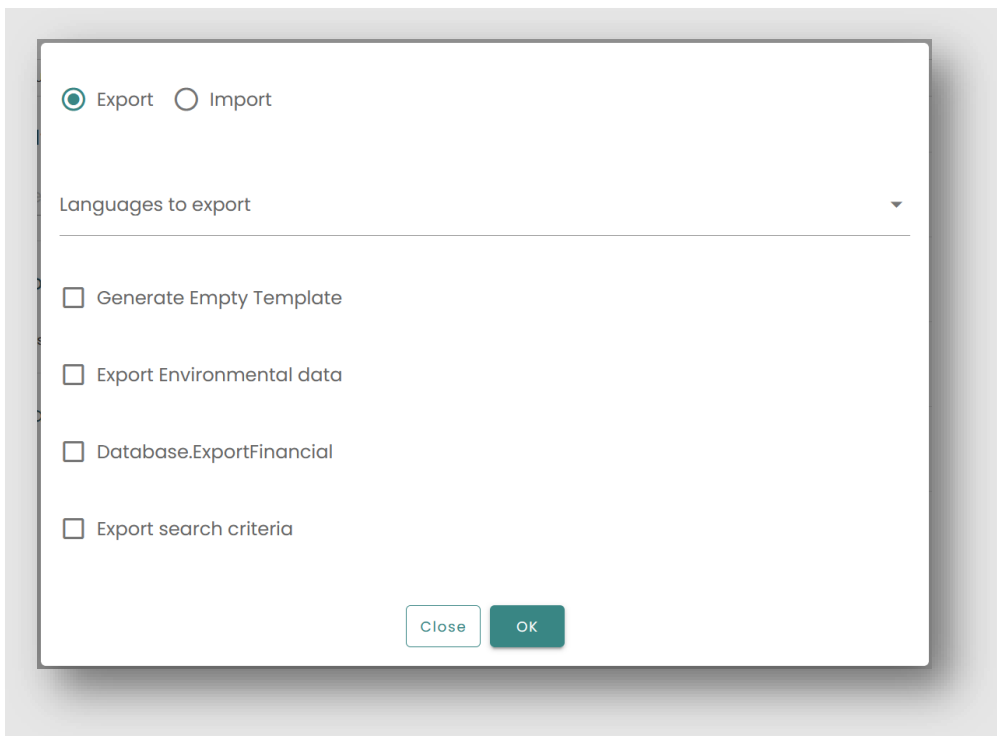 Export Import
Languages to export
Generate Empty Template
Export Environmental data
Database.ExportFinancial
Export search criteria
Close OK